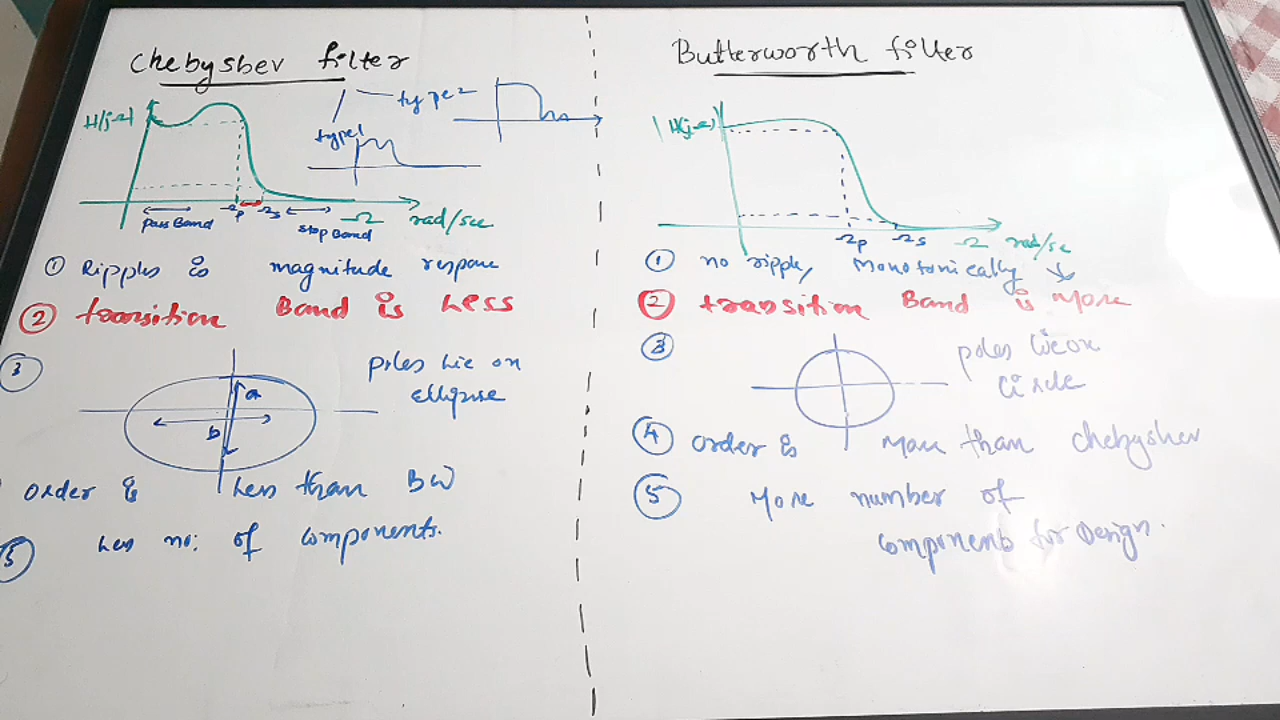 Chebyshev filter
type 2
H(jΩ)
type 1
Pass Band
Ωp
Ωs
Stop Band
Ω rad/sec
① Ripples is magnitude respone
② transition Band is Less
③ poles Lie on
ellipse
a
b
order is Less than BW
⑤ Less no: of components.
Butterworth filter
|H(jΩ)|
Ωp Ωs Ω rad/sec
① no ripple, Monotonically ↓
② transition Band is More
③ poles Lie on
Circle
④ order is More than chebyshev
⑤ More number of
components for Design.